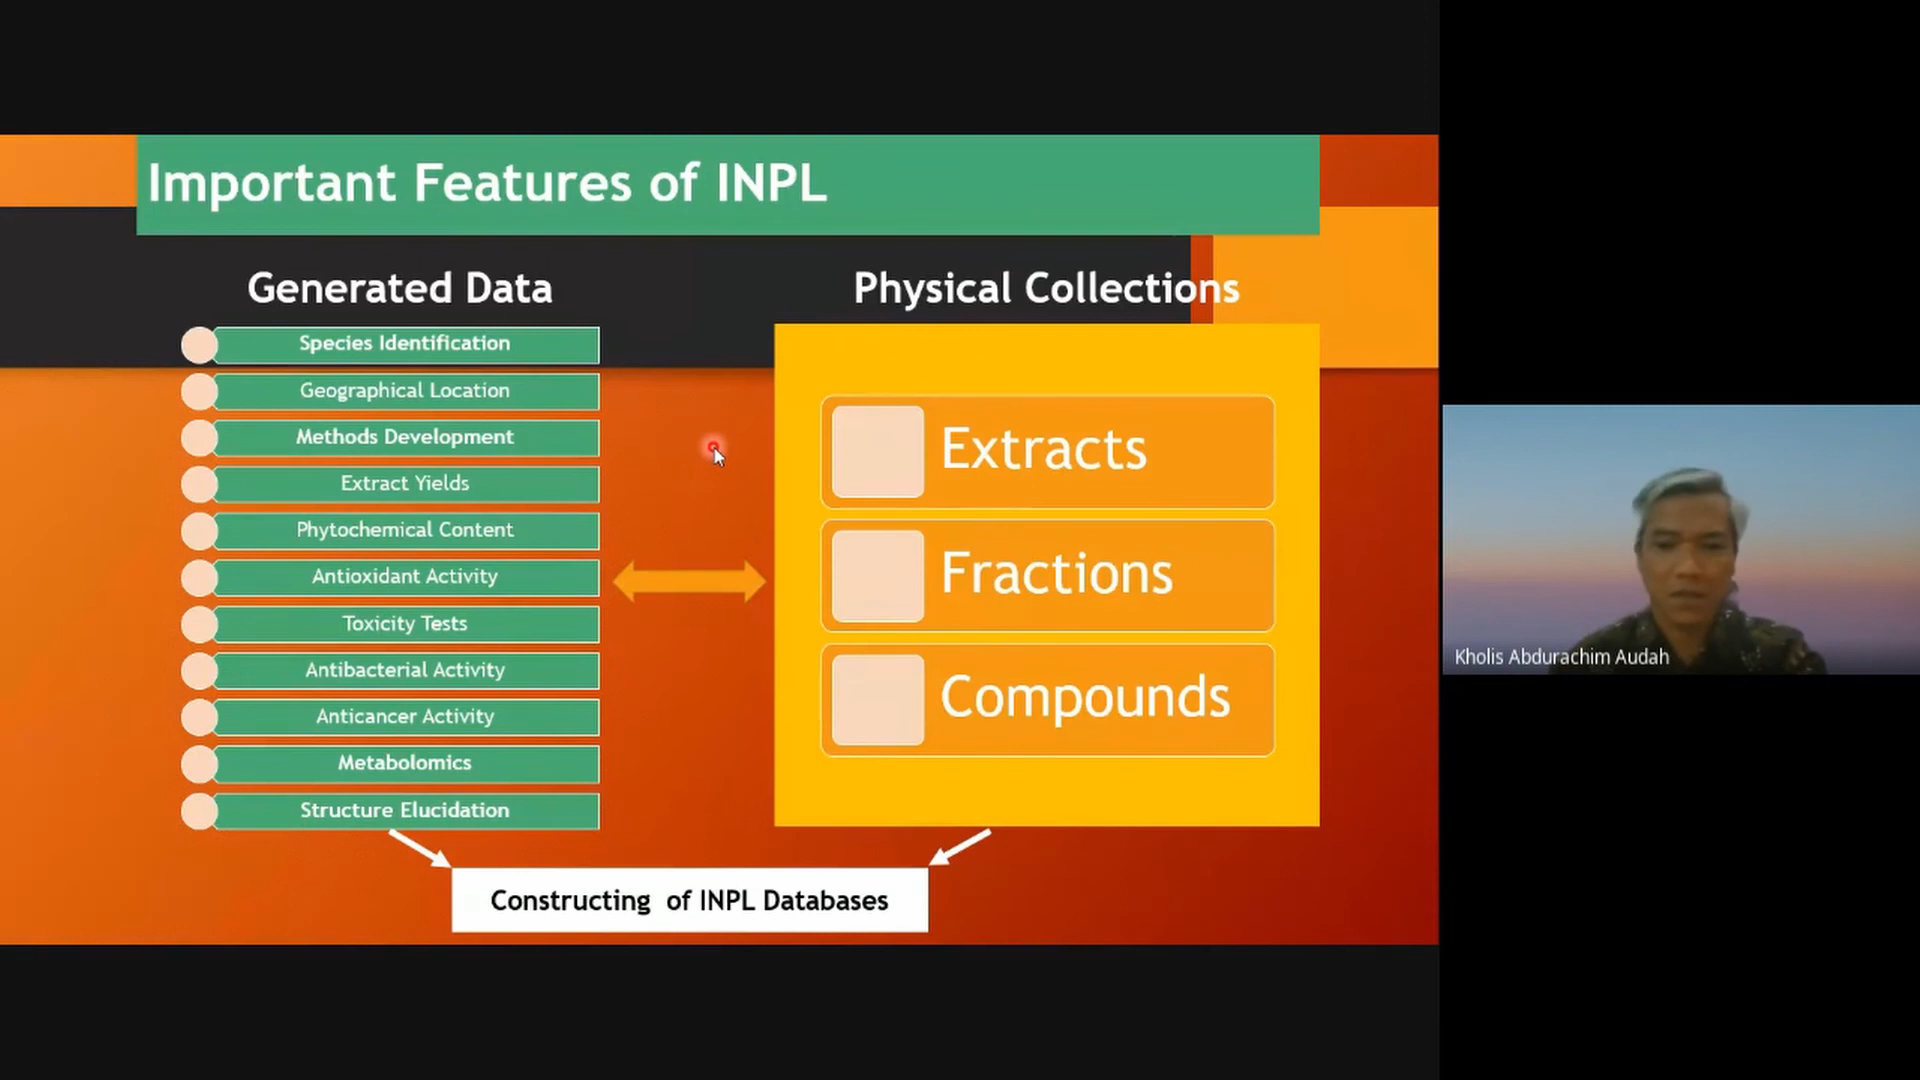 Important Features of INPL
Generated Data
Species Identification
Geographical Location
Methods Development
Extract Yields
Phytochemical Content
Antioxidant Activity
Toxicity Tests
Antibacterial Activity
Anticancer Activity
Metabolomics
Structure Elucidation
Physical Collections
Extracts
Fractions
Compounds
Constructing of INPL Databases
Kholis Abdurachim Audah